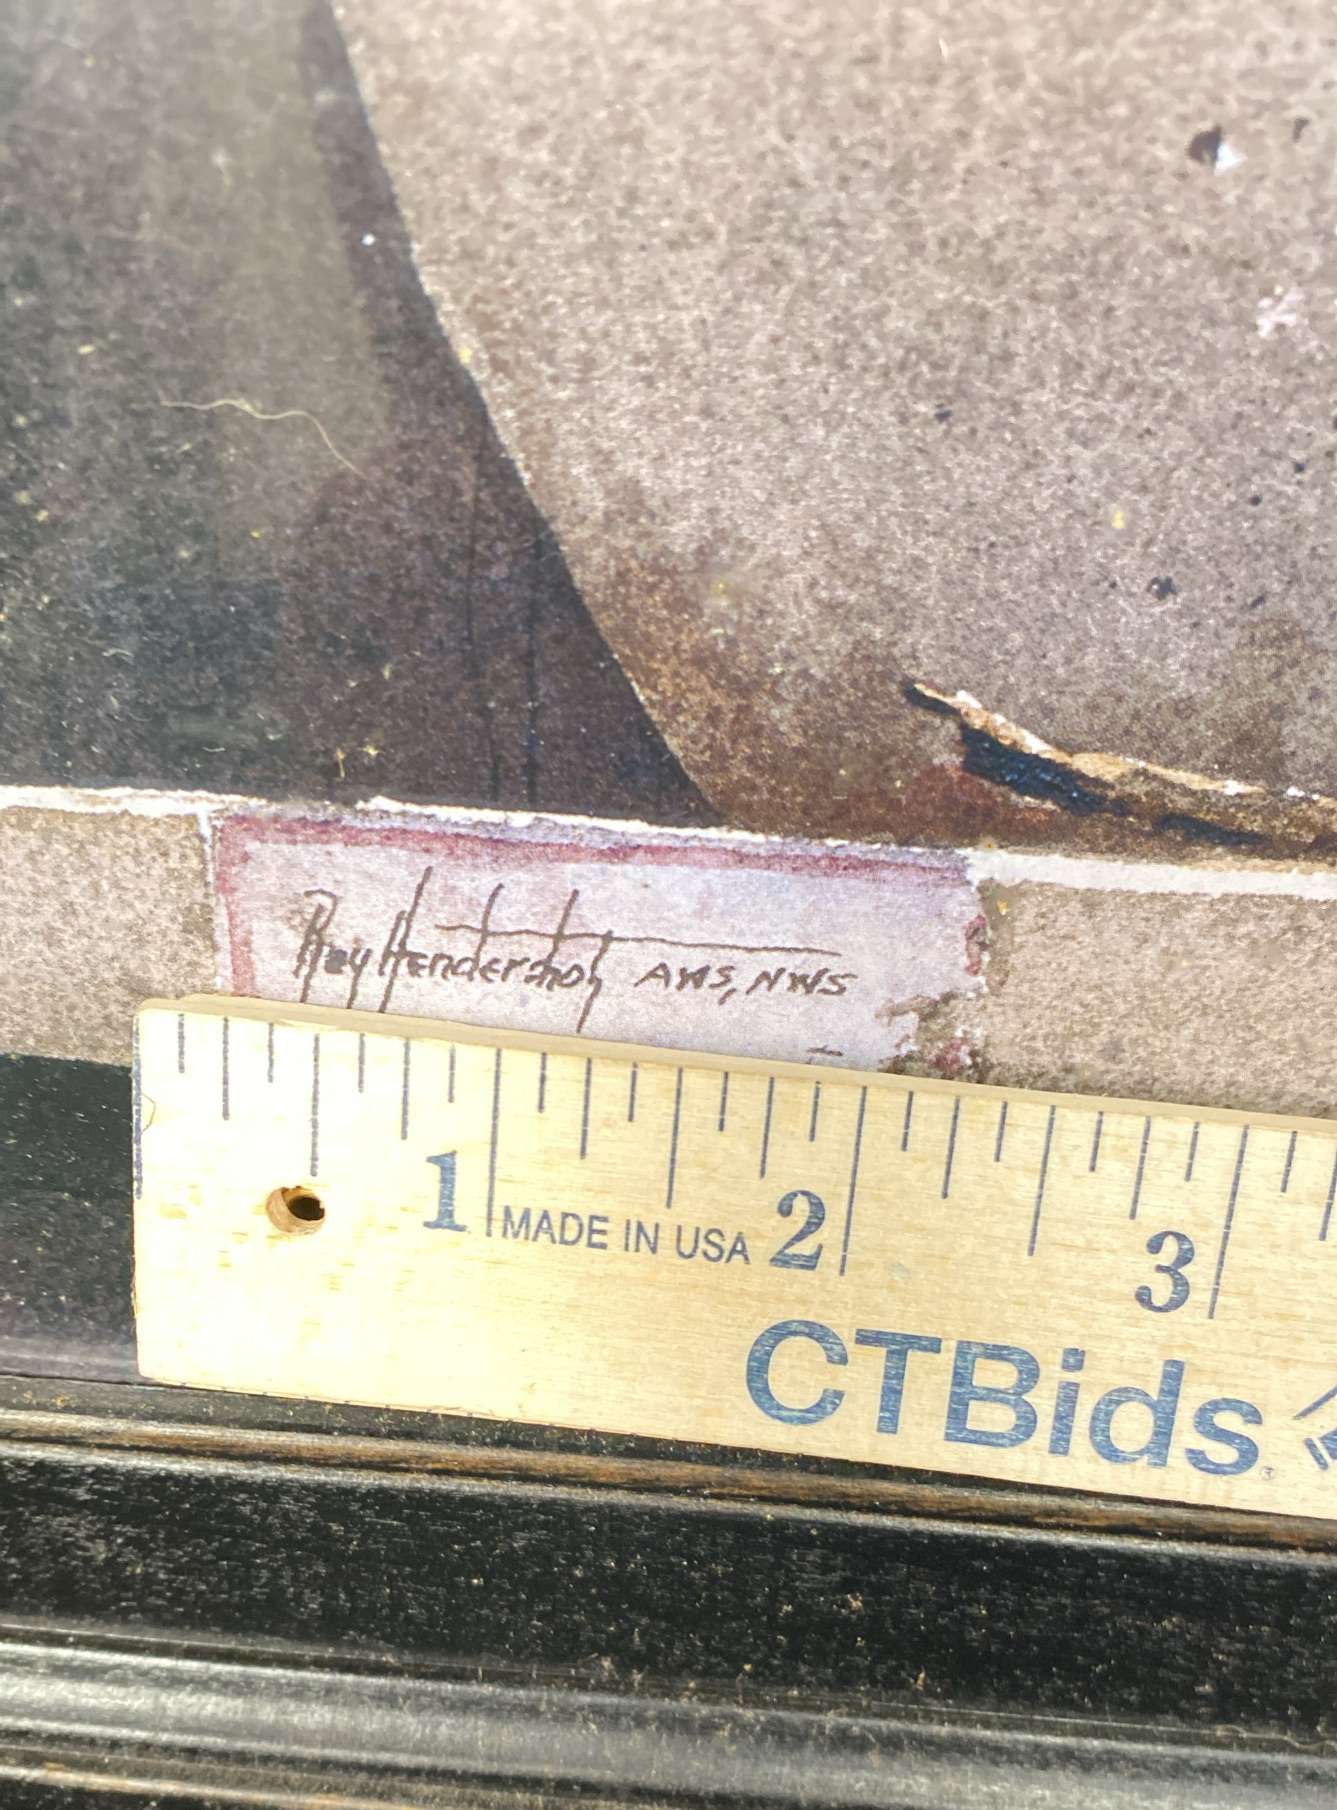 Ray Hendershot AWS, NWS
1 MADE IN USA 2 3
CTBids